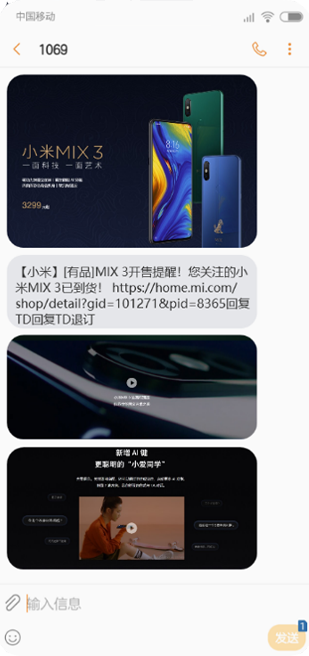 中国移动
1069
小米MIX 3
一面科技 一面艺术
3299
8:16
【小米】[有品]MIX 3开售提醒！您关注的小
米MIX 3已到货！ https://home.mi.com/
shop/detail?gid=101271&pid=8365回复
TD回复TD退订
新增 AI 键
更聪明的“小爱同学”
输入信息
1
发送